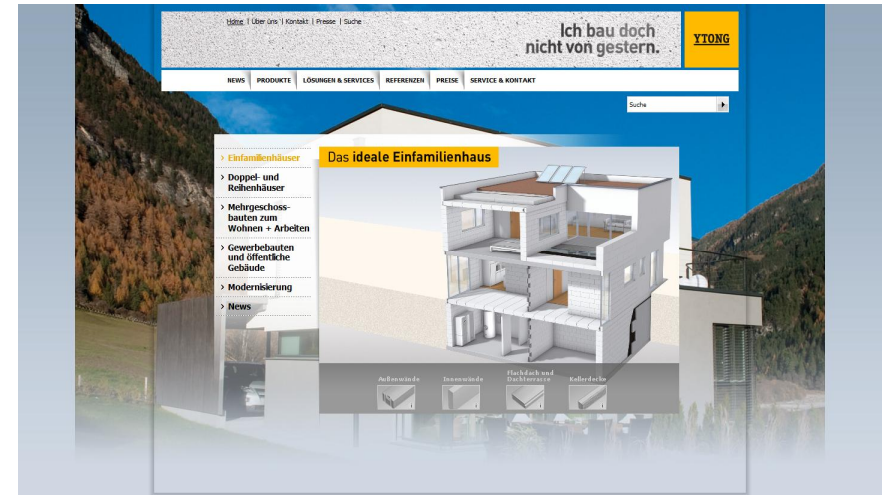 Home | Über Uns | Kontakt | Presse | Suche
Ich bau doch
nicht von gestern.
YTONG
NEWS PRODUKTE LÖSUNGEN & SERVICES REFERENZEN PREISE SERVICE & KONTAKT
Suche
> Einfamilienhäuser
> Doppel- und
Reihenhäuser
> Mehrgeschoss-
bauten zum
Wohnen + Arbeiten
> Gewerbebauten
und öffentliche
Gebäude
> Modernisierung
> News
Das ideale Einfamilienhaus
Außenwände
Innenwände
Flachdach und
Dachterrasse
Kellerdecke